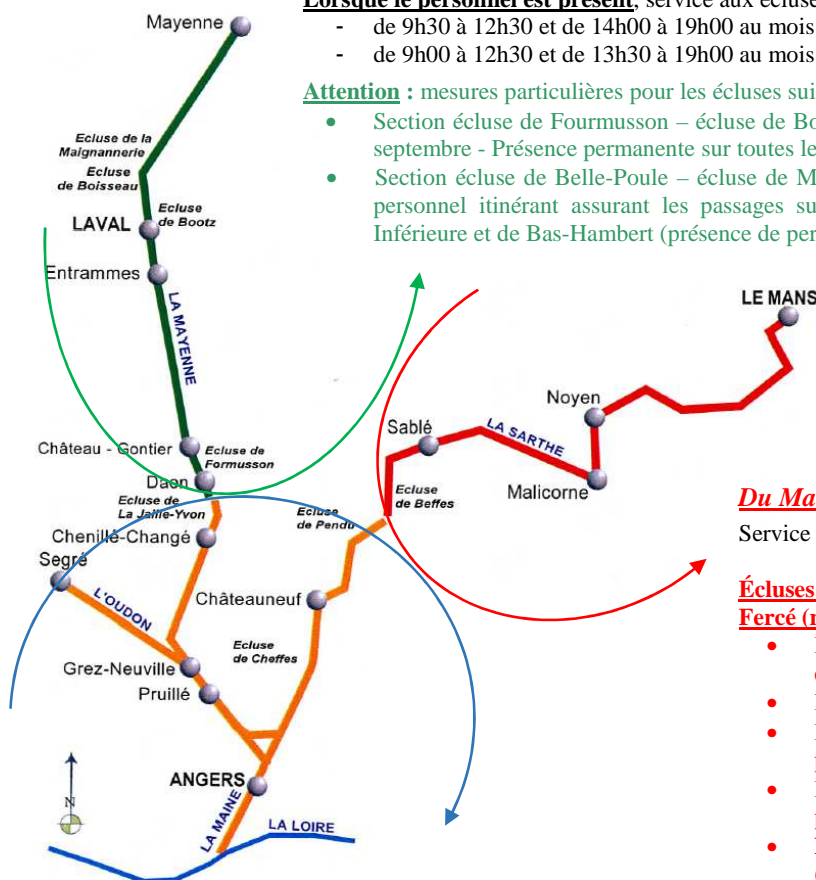 Lorsque le personnel est présent, service aux écluse
- de 9h30 à 12h30 et de 14h00 à 19h00 au mois
- de 9h00 à 12h30 et de 13h30 à 19h00 au mois
Attention : mesures particulières pour les écluses sui
• Section écluse de Fourmusson – écluse de Bo
septembre - Présence permanente sur toutes le
• Section écluse de Belle-Poule – écluse de M
personnel itinérant assurant les passages su
Inférieure et de Bas-Hambert (présence de per
Mayenne
Ecluse de la
Maignannerie
Ecluse
de Boisseau
Ecluse
de Bootz
LAVAL
Entrammes
LA MAYENNE
Château - Gontier
Ecluse de
Formusson
Daon
Ecluse de
La Jaille-Yvon
Chenillé-Changé
Segré
L'OUDON
Grez-Neuville
Pruillé
ANGERS
LA MAINE
LA LOIRE
N
Châteauneuf
Ecluse
de Cheffes
Ecluse
de Pendu
Ecluse
de Beffes
Sablé
LA SARTHE
Malicorne
Noyen
LE MANS
Du Ma
Service
Écluses
Fercé (